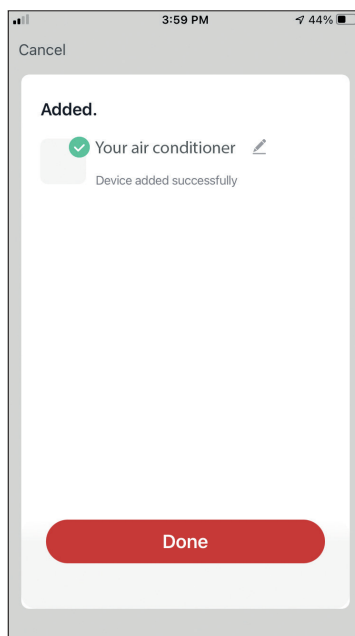 3:59 PM 44%
Cancel
Added.
Your air conditioner
Device added successfully
Done